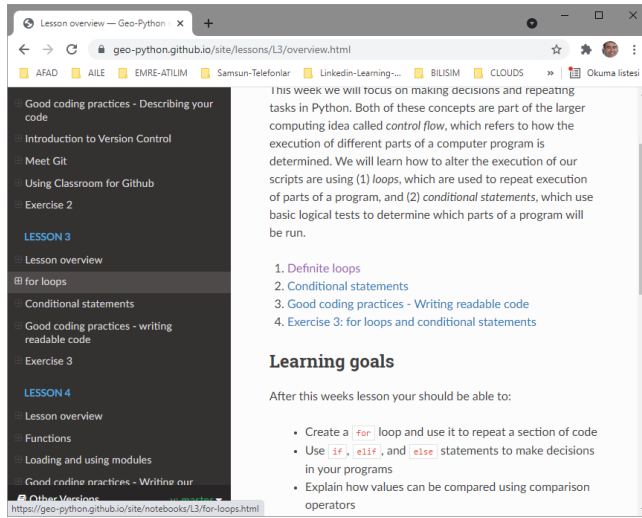 Lesson overview — Geo-Python
geo-python.github.io/site/lessons/L3/overview.html
AFAD AILE EMRE-ATILIM Samsun-Telefonlar Linkedin-Learning-... BILISIM CLOUDS » Okuma listesi
Good coding practices - Describing your
code
Introduction to Version Control
Meet Git
Using Classroom for Github
Exercise 2
LESSON 3
Lesson overview
for loops
Conditional statements
Good coding practices - writing
readable code
Exercise 3
LESSON 4
Lesson overview
Functions
Loading and using modules
Good coding practices - Writing our
Other Versions v: master
https://geo-python.github.io/site/notebooks/L3/for-loops.html
This week we will focus on making decisions and repeating
tasks in Python. Both of these concepts are part of the larger
computing idea called control flow, which refers to how the
execution of different parts of a computer program is
determined. We will learn how to alter the execution of our
scripts are using (1) loops, which are used to repeat execution
of parts of a program, and (2) conditional statements, which use
basic logical tests to determine which parts of a program will
be run.
1. Definite loops
2. Conditional statements
3. Good coding practices - Writing readable code
4. Exercise 3: for loops and conditional statements
Learning goals
After this weeks lesson your should be able to:
• Create a for loop and use it to repeat a section of code
• Use if, elif, and else statements to make decisions
in your programs
• Explain how values can be compared using comparison
operators